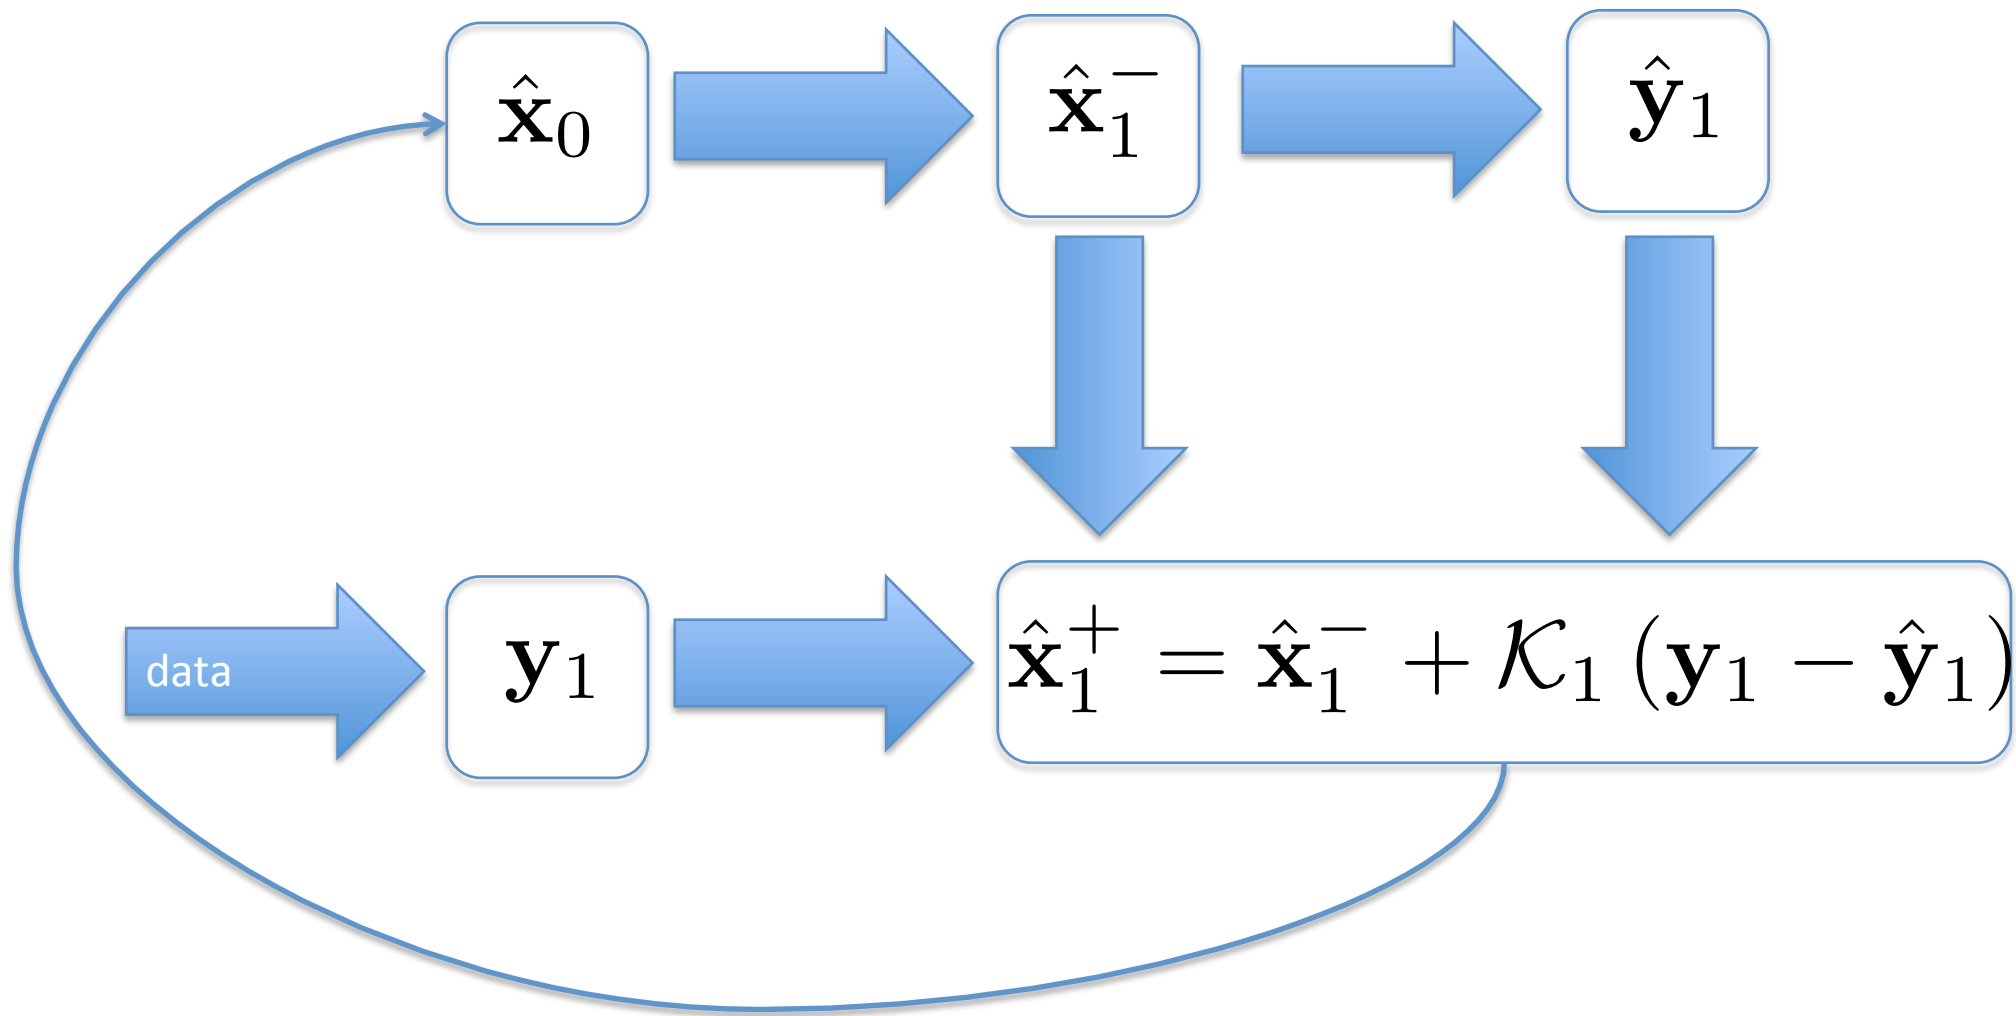 x̂₀
x̂₁⁻
ŷ₁
data
y₁
x̂₁⁺ = x̂₁⁻ + 𝒦₁ (y₁ − ŷ₁)